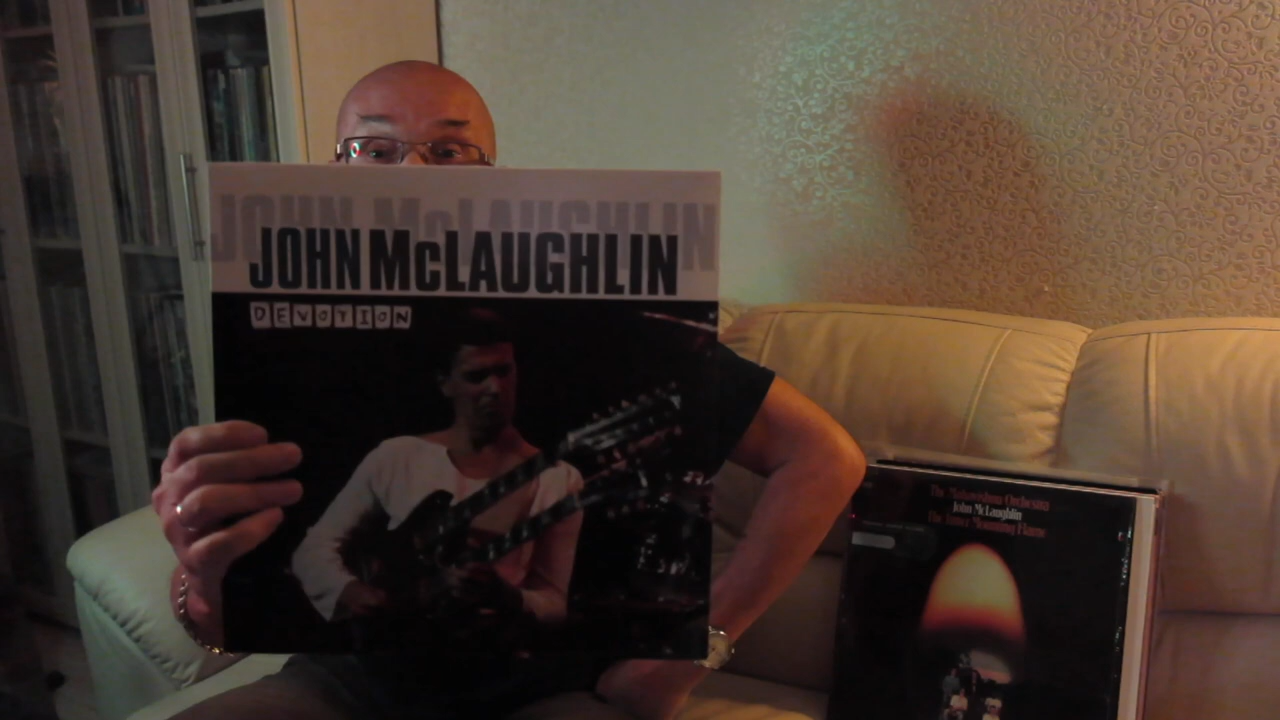 JOHN McLAUGHLIN
JOHN McLAUGHLIN
DEVOTION
The Mahavishnu Orchestra
John McLaughlin
The Inner Mounting Flame